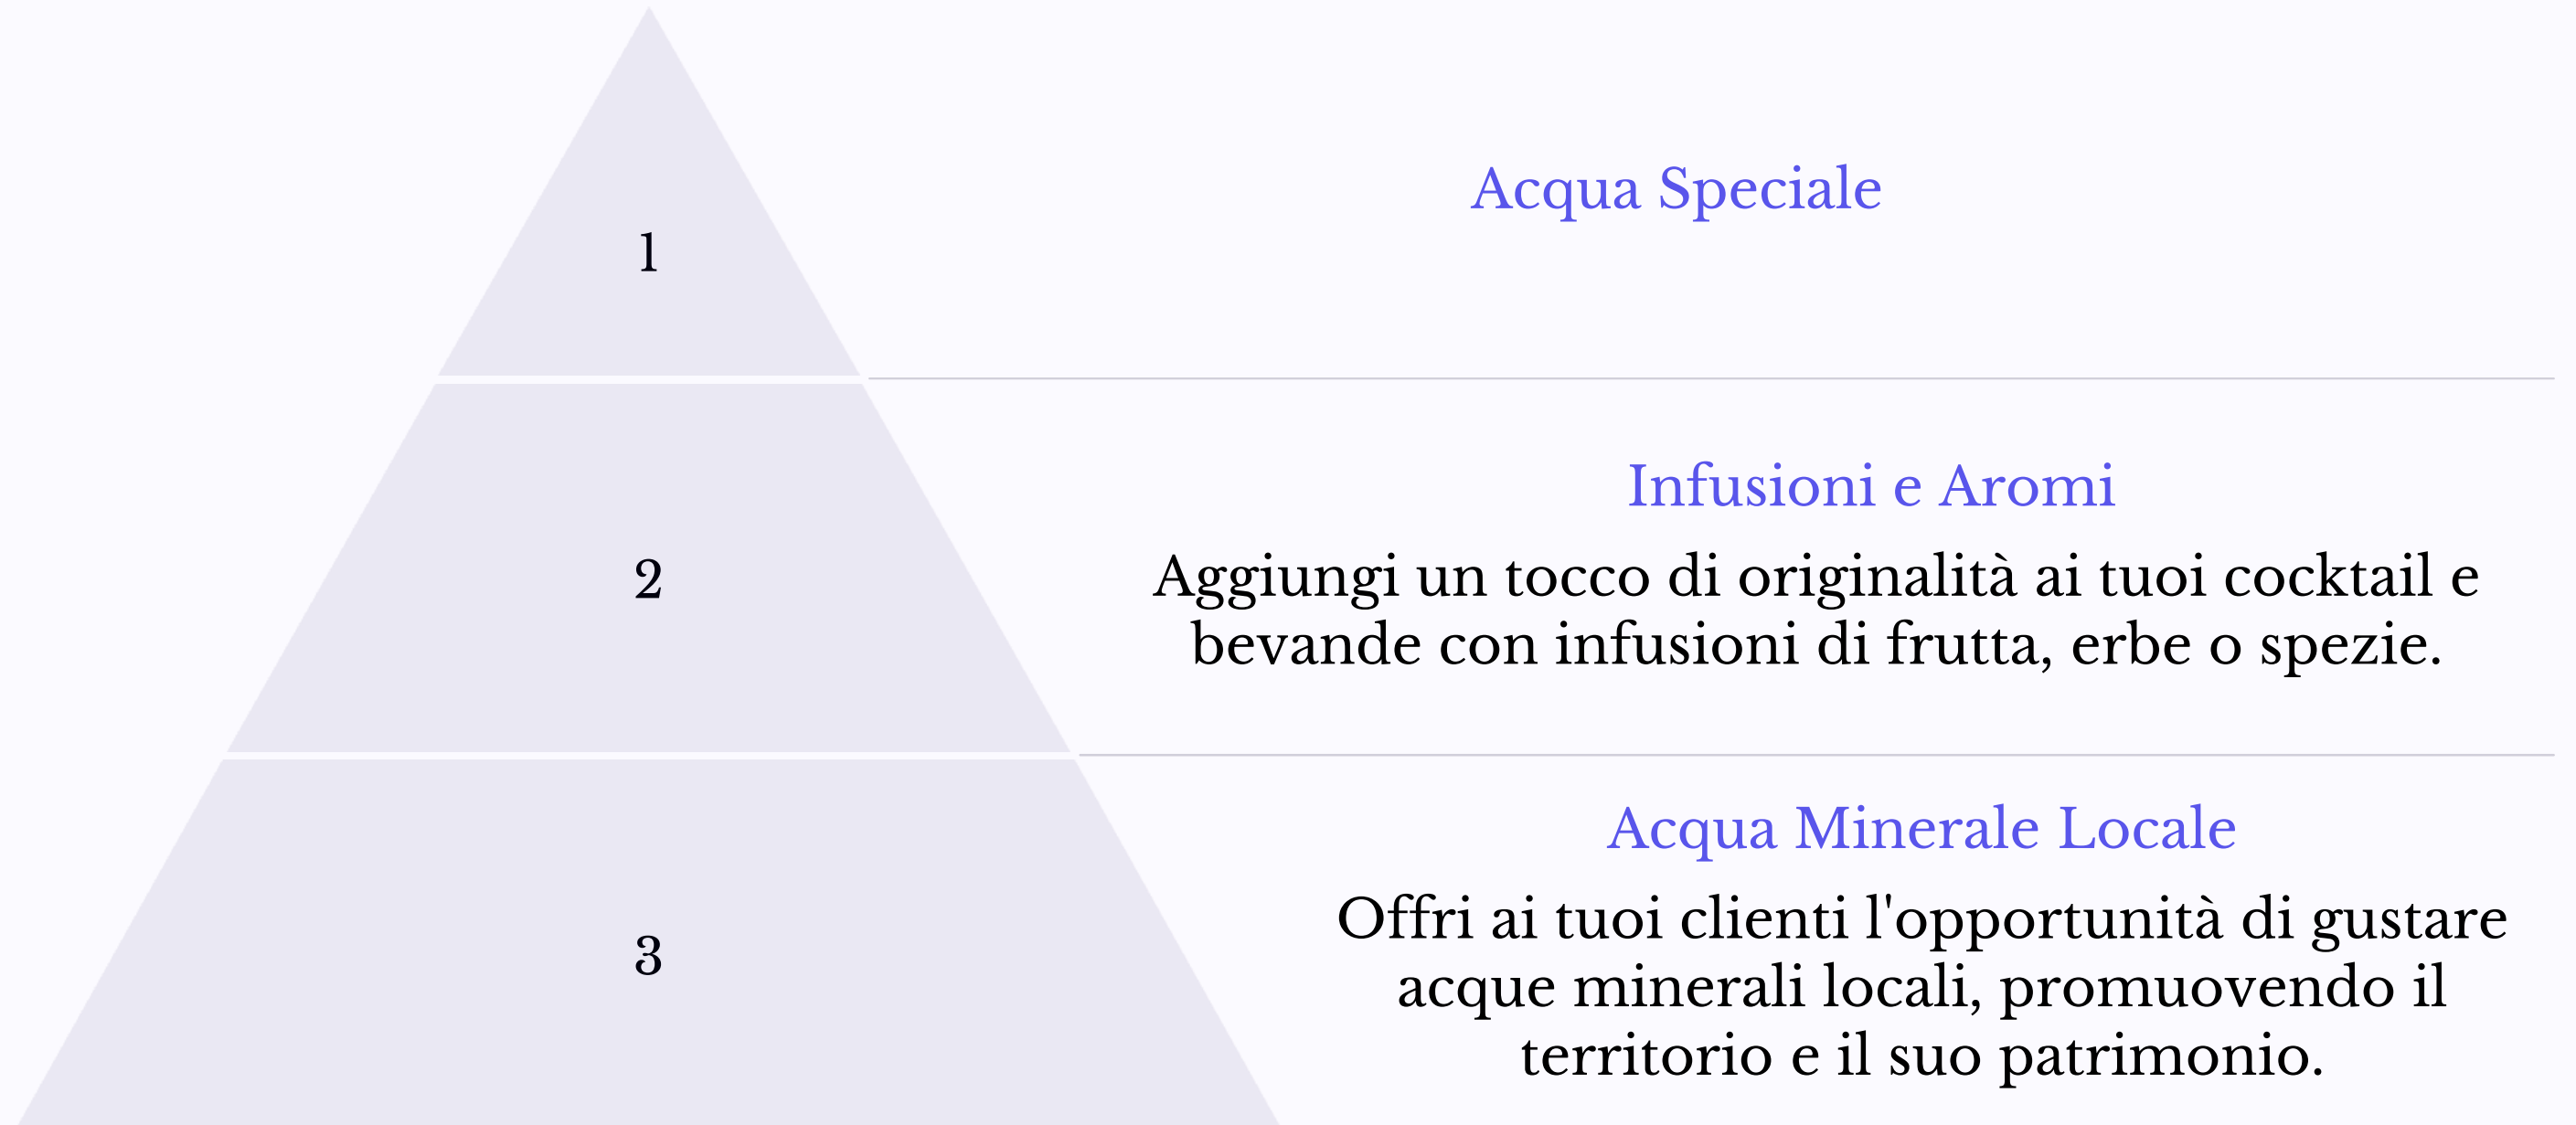 1
Acqua Speciale
2
Infusioni e Aromi
Aggiungi un tocco di originalità ai tuoi cocktail e
bevande con infusioni di frutta, erbe o spezie.
3
Acqua Minerale Locale
Offri ai tuoi clienti l'opportunità di gustare
acque minerali locali, promuovendo il
territorio e il suo patrimonio.